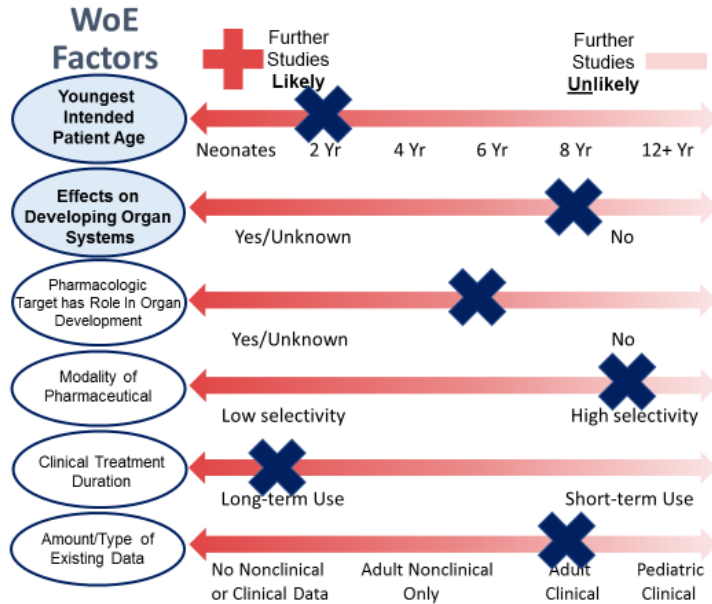 WoE
Factors
Further
Studies
Likely
Further
Studies
Unlikely
Youngest
Intended
Patient Age
Neonates 2 Yr 4 Yr 6 Yr 8 Yr 12+ Yr
Effects on
Developing Organ
Systems
Yes/Unknown No
Pharmacologic
Target has Role In Organ
Development
Yes/Unknown No
Modality of
Pharmaceutical
Low selectivity High selectivity
Clinical Treatment
Duration
Long-term Use Short-term Use
Amount/Type of
Existing Data
No Nonclinical
or Clinical Data
Adult Nonclinical
Only
Adult
Clinical
Pediatric
Clinical